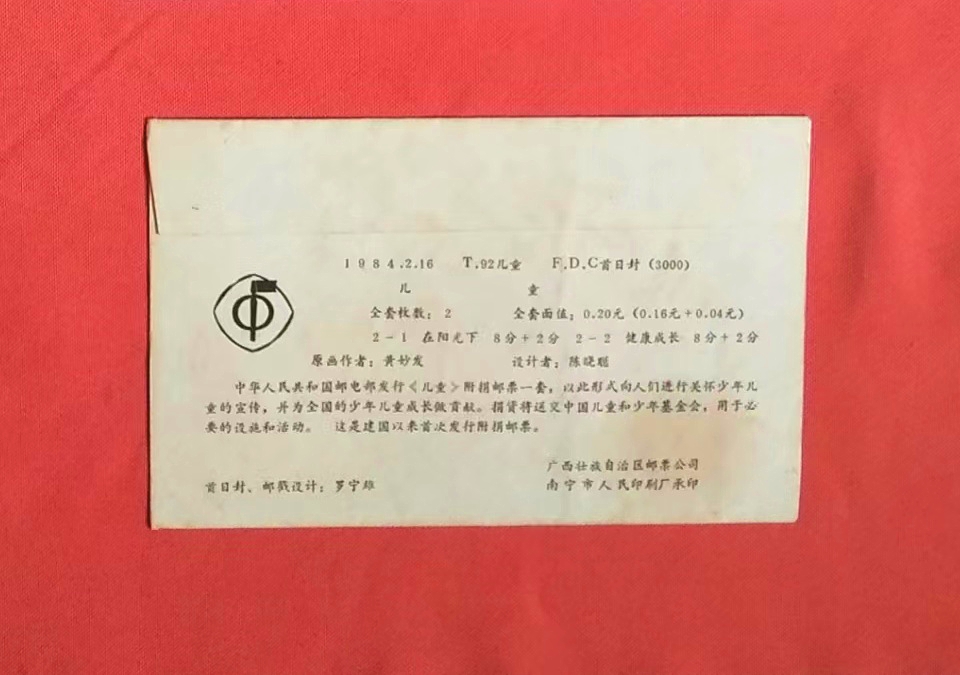 1984.2.16 T.92儿童 F.D.C首日封(3000)
儿童
全套枚数:2 全套面值:0.20元(0.16元+0.04元)
2-1 在阳光下 8分+2分 2-2 健康成长 8分+2分
原画作者:黄妙发 设计者:陈晓聪
中华人民共和国邮电部发行《儿童》附捐邮票一套,以此形式向人们进行关怀少年儿
童的宣传,并为全国的少年儿童成长做贡献。捐资将送交中国儿童和少年基金会,用于必
要的设施和活动。 这是建国以来首次发行附捐邮票。
广西壮族自治区邮票公司
首日封、邮戳设计:罗宁雄 南宁市人民印刷厂承印